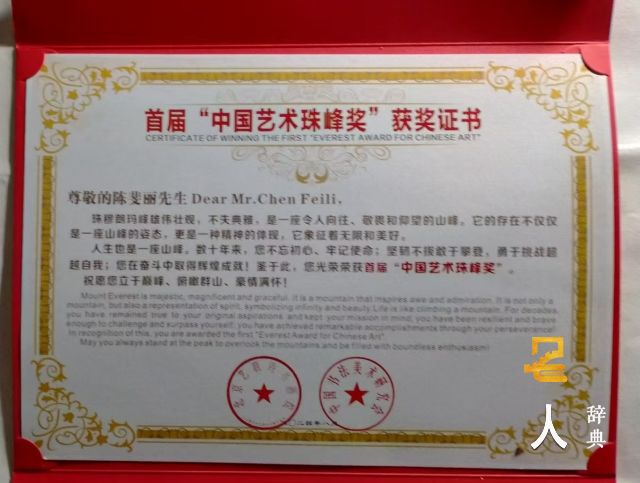 首届“中国艺术珠峰奖”获奖证书
CERTIFICATE OF WINNING THE FIRST "EVEREST AWARD FOR CHINESE ART"
尊敬的陈斐丽先生 Dear Mr.Chen Feili,
珠穆朗玛峰雄伟壮观，不失典雅，是一座令人向往、敬畏和仰望的山峰。它的存在不仅仅
是一座山峰的姿态，更是一种精神的体现，它象征着无限和美好。
人生也是一座山峰。数十年来，您不忘初心、牢记使命；坚韧不拔敢于攀登，勇于挑战超
越自我；您在奋斗中取得辉煌成就！鉴于此，您光荣荣获首届“中国艺术珠峰奖”。
祝愿您立于巅峰、俯瞰群山、豪情满怀！
Mount Everest is majestic, magnificent and graceful. It is a mountain that inspires awe and admiration. It is not only a
mountain, but also a representation of spirit, symbolizing infinity and beauty. Life is like climbing a mountain. For decades,
you have remained true to your original aspirations, and kept your mission in mind, you have been resilient and brave
enough to challenge and surpass yourself, you have achieved remarkable accomplishments through your perseverance!
In recognition of this, you are awarded the first "Everest Award for Chinese Art".
May you always stand at the peak to overlook the mountains and be filled with boundless enthusiasm!
中国书法美术研究会
人 辞典